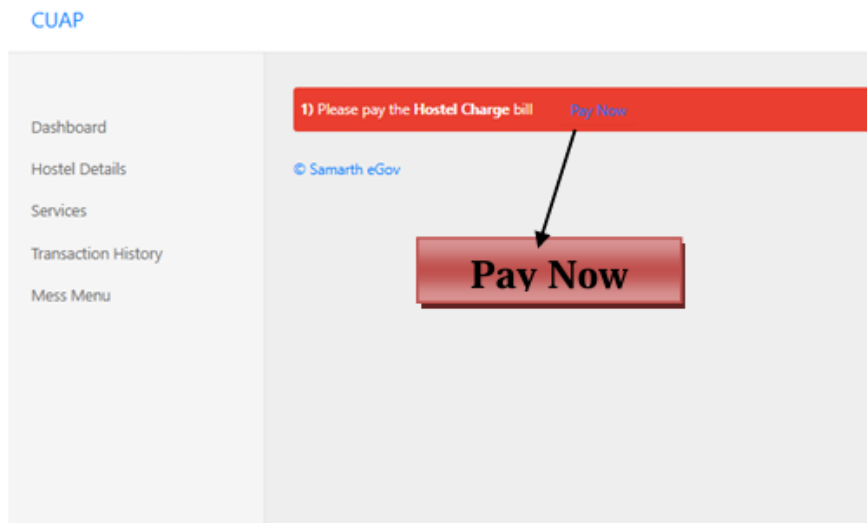 CUAP
Dashboard
Hostel Details
Services
Transaction History
Mess Menu
1) Please pay the Hostel Charge bill Pay Now
© Samarth eGov
Pay Now